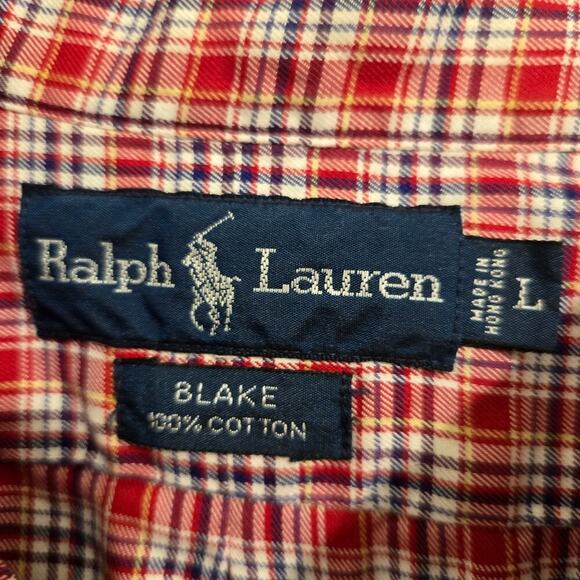 Ralph Lauren
MADE IN
HONG KONG
L
BLAKE
100% COTTON